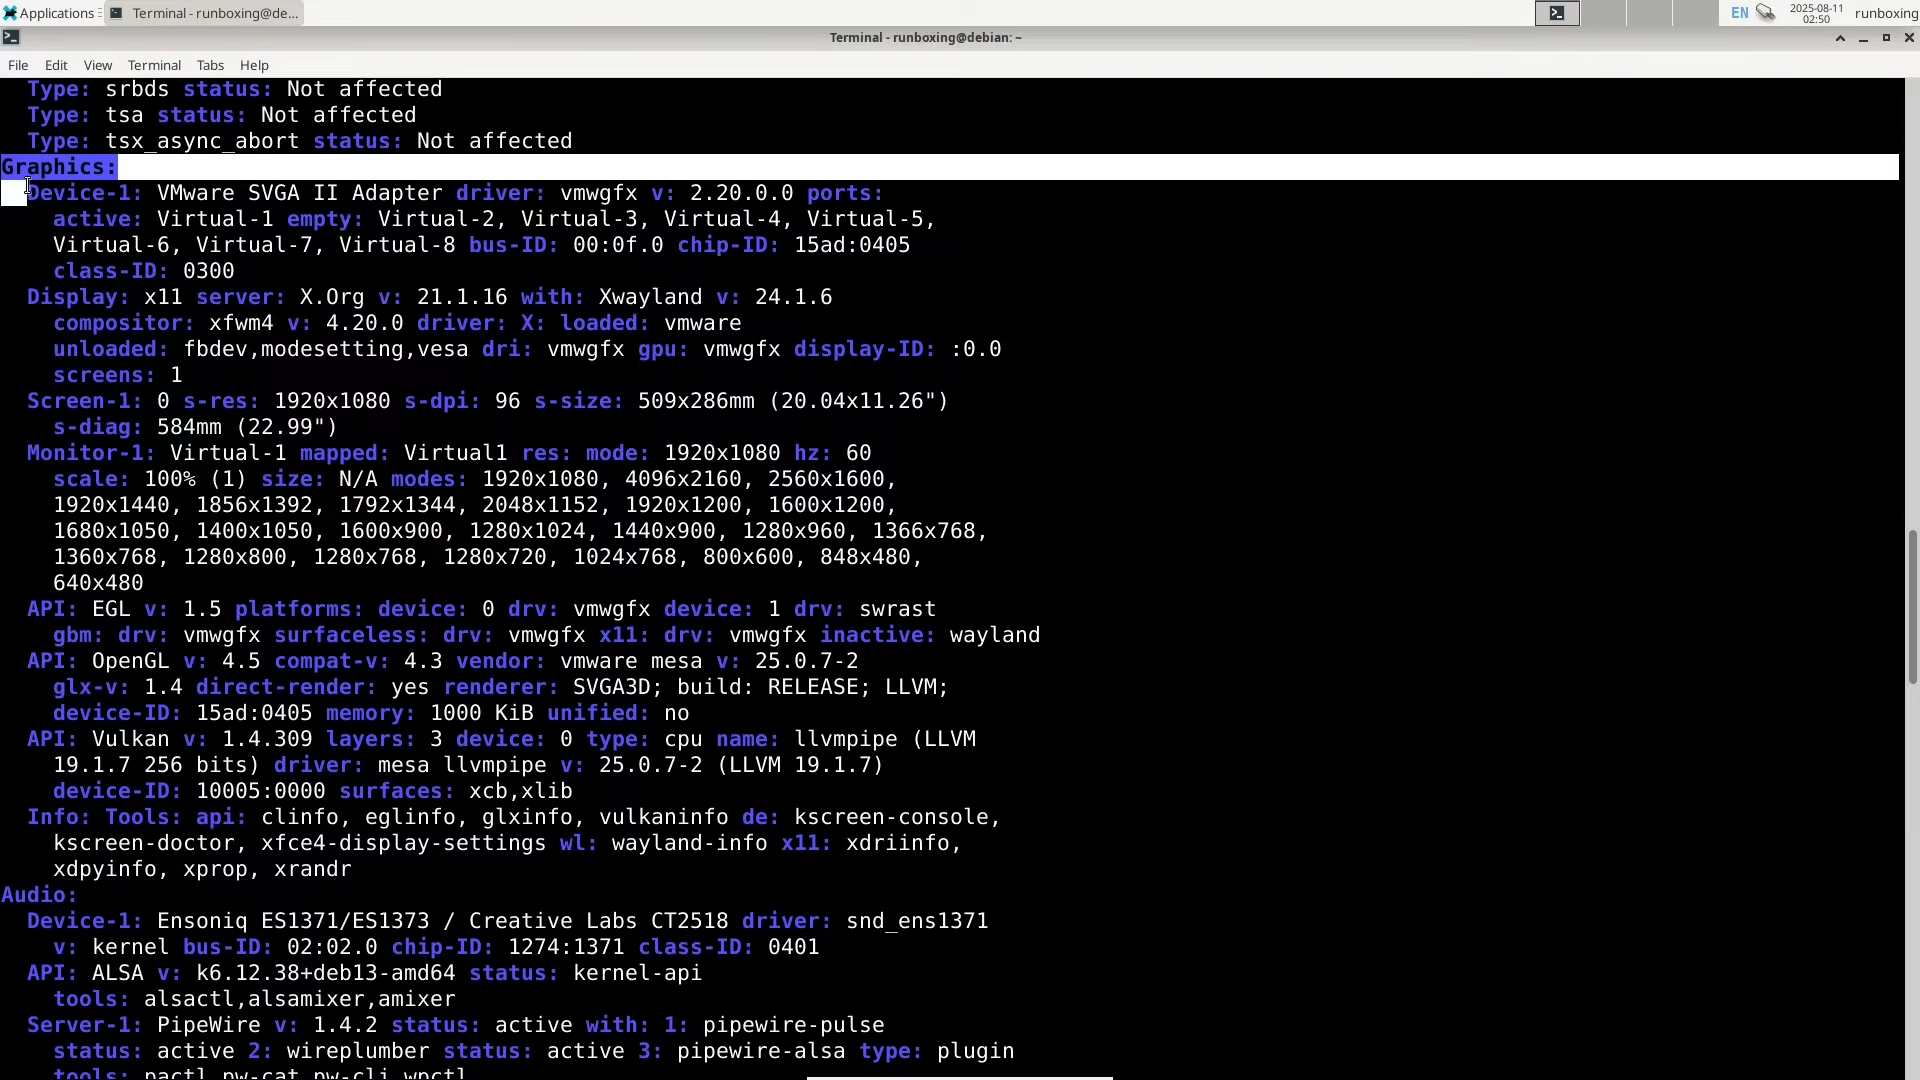 Applications
Terminal - runboxing@de...
EN
2025-08-11
02:50
runboxing
Terminal - runboxing@debian: ~
File Edit View Terminal Tabs Help
Type: srbds status: Not affected
Type: tsa status: Not affected
Type: tsx_async_abort status: Not affected
Graphics:
Device-1: VMware SVGA II Adapter driver: vmwgfx v: 2.20.0.0 ports:
active: Virtual-1 empty: Virtual-2, Virtual-3, Virtual-4, Virtual-5,
Virtual-6, Virtual-7, Virtual-8 bus-ID: 00:0f.0 chip-ID: 15ad:0405
class-ID: 0300
Display: x11 server: X.Org v: 21.1.16 with: Xwayland v: 24.1.6
compositor: xfwm4 v: 4.20.0 driver: X: loaded: vmware
unloaded: fbdev,modesetting,vesa dri: vmwgfx gpu: vmwgfx display-ID: :0.0
screens: 1
Screen-1: 0 s-res: 1920x1080 s-dpi: 96 s-size: 509x286mm (20.04x11.26")
s-diag: 584mm (22.99")
Monitor-1: Virtual-1 mapped: Virtual1 res: mode: 1920x1080 hz: 60
scale: 100% (1) size: N/A modes: 1920x1080, 4096x2160, 2560x1600,
1920x1440, 1856x1392, 1792x1344, 2048x1152, 1920x1200, 1600x1200,
1680x1050, 1400x1050, 1600x900, 1280x1024, 1440x900, 1280x960, 1366x768,
1360x768, 1280x800, 1280x768, 1280x720, 1024x768, 800x600, 848x480,
640x480
API: EGL v: 1.5 platforms: device: 0 drv: vmwgfx device: 1 drv: swrast
gbm: drv: vmwgfx surfaceless: drv: vmwgfx x11: drv: vmwgfx inactive: wayland
API: OpenGL v: 4.5 compat-v: 4.3 vendor: vmware mesa v: 25.0.7-2
glx-v: 1.4 direct-render: yes renderer: SVGA3D; build: RELEASE; LLVM;
device-ID: 15ad:0405 memory: 1000 KiB unified: no
API: Vulkan v: 1.4.309 layers: 3 device: 0 type: cpu name: llvmpipe (LLVM
19.1.7 256 bits) driver: mesa llvmpipe v: 25.0.7-2 (LLVM 19.1.7)
device-ID: 10005:0000 surfaces: xcb,xlib
Info: Tools: api: clinfo, eglinfo, glxinfo, vulkaninfo de: kscreen-console,
kscreen-doctor, xfce4-display-settings wl: wayland-info x11: xdriinfo,
xdpyinfo, xprop, xrandr
Audio:
Device-1: Ensoniq ES1371/ES1373 / Creative Labs CT2518 driver: snd_ens1371
v: kernel bus-ID: 02:02.0 chip-ID: 1274:1371 class-ID: 0401
API: ALSA v: k6.12.38+deb13-amd64 status: kernel-api
tools: alsactl,alsamixer,amixer
Server-1: PipeWire v: 1.4.2 status: active with: 1: pipewire-pulse
status: active 2: wireplumber status: active 3: pipewire-alsa type: plugin
tools: pactl,pw-cat,pw-cli,wpctl